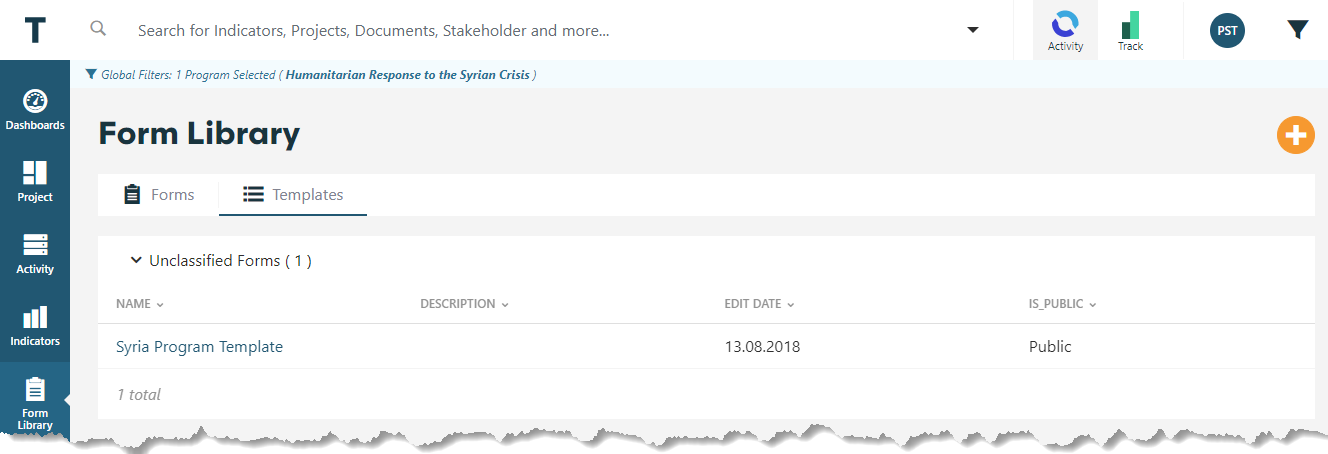 T
Search for Indicators, Projects, Documents, Stakeholder and more...
Activity
Track
PST
Global Filters: 1 Program Selected ( Humanitarian Response to the Syrian Crisis )
Dashboards
Project
Activity
Indicators
Form
Library
Form Library
Forms
Templates
Unclassified Forms ( 1 )
NAME DESCRIPTION EDIT DATE IS_PUBLIC
Syria Program Template 13.08.2018 Public
1 total